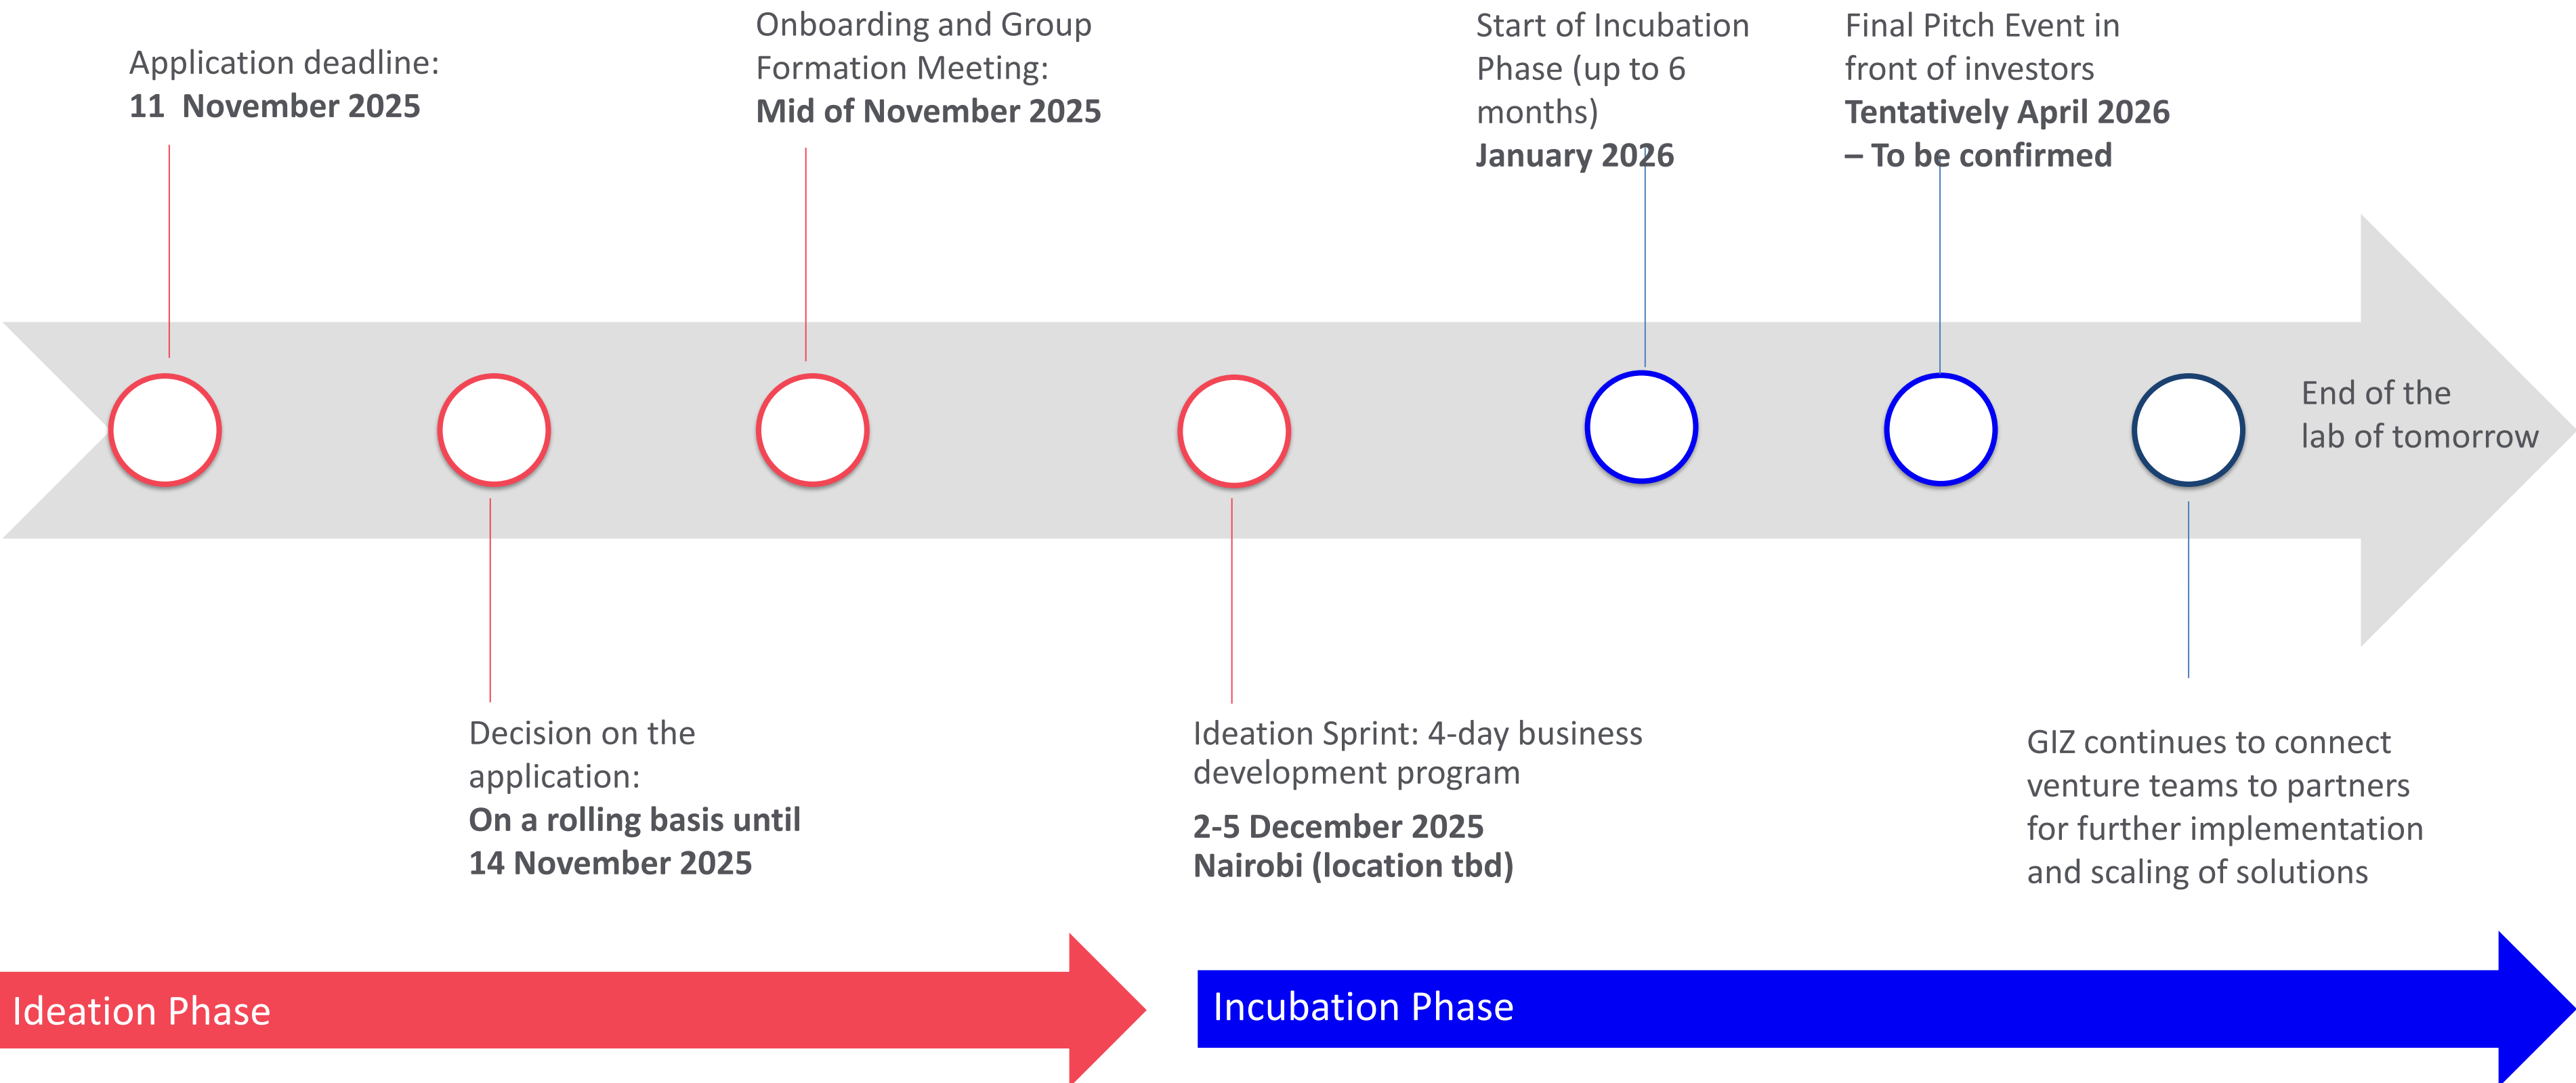 Application deadline:
11  November 2025
Onboarding and Group
Formation Meeting:
Mid of November 2025
Start of Incubation
Phase (up to 6
months)
January 2026
Final Pitch Event in
front of investors
Tentatively April 2026
– To be confirmed
End of the
lab of tomorrow
Decision on the
application:
On a rolling basis until
14 November 2025
Ideation Sprint: 4-day business
development program
2-5 December 2025
Nairobi (location tbd)
GIZ continues to connect
venture teams to partners
for further implementation
and scaling of solutions
Ideation Phase
Incubation Phase